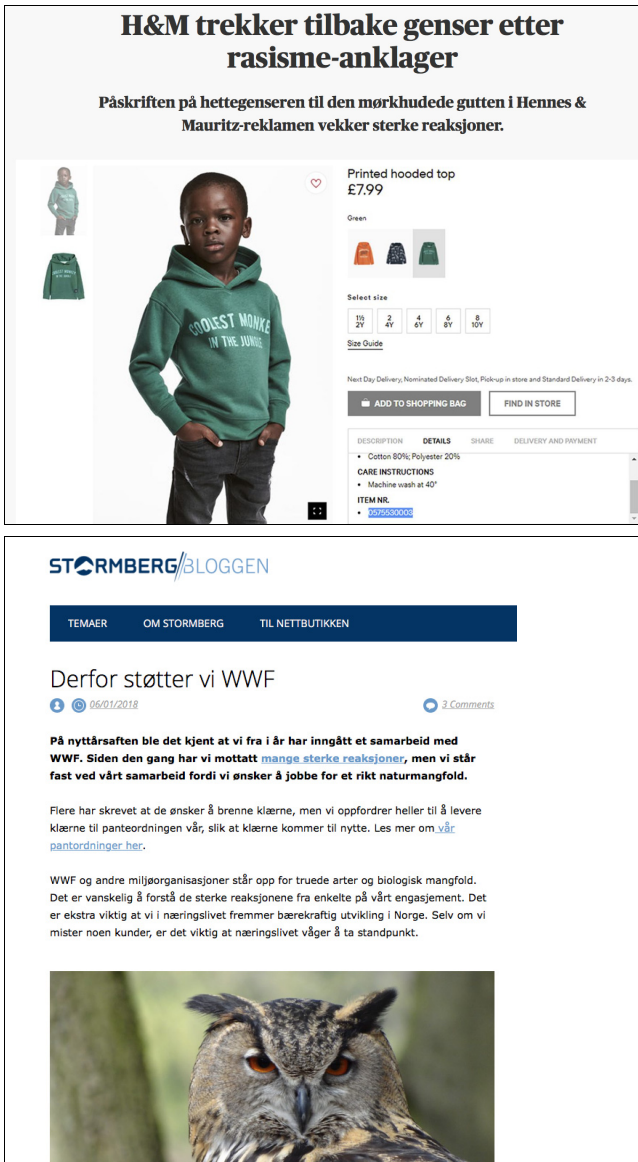 H&M trekker tilbake genser etter
rasisme-anklager
Påskriften på hettegenseren til den mørkhudede gutten i Hennes &
Mauritz-reklamen vekker sterke reaksjoner.
Printed hooded top
£7.99
Green
Select size
1½ 2Y
2 4Y
4 6Y
6 8Y
8 10Y
Size Guide
COOLEST MONKE
IN THE JUNGLE
Next Day Delivery, Nominated Delivery Slot, Pick-up in store and Standard Delivery in 2-3 days.
ADD TO SHOPPING BAG
FIND IN STORE
DESCRIPTION DETAILS SHARE DELIVERY AND PAYMENT
• Cotton 80%; Polyester 20%
CARE INSTRUCTIONS
• Machine wash at 40°
ITEM NR.
• 0575530003
STORMBERG//BLOGGEN
TEMAER OM STORMBERG TIL NETTBUTIKKEN
Derfor støtter vi WWF
06/01/2018 3 Comments
På nyttårsaften ble det kjent at vi fra i år har inngått et samarbeid med
WWF. Siden den gang har vi mottatt mange sterke reaksjoner, men vi står
fast ved vårt samarbeid fordi vi ønsker å jobbe for et rikt naturmangfold.
Flere har skrevet at de ønsker å brenne klærne, men vi oppfordrer heller til å levere
klærne til panteordningen vår, slik at klærne kommer til nytte. Les mer om vår
pantordninger her.
WWF og andre miljøorganisasjoner står opp for truede arter og biologisk mangfold.
Det er vanskelig å forstå de sterke reaksjonene fra enkelte på vårt engasjement. Det
er ekstra viktig at vi i næringslivet fremmer bærekraftig utvikling i Norge. Selv om vi
mister noen kunder, er det viktig at næringslivet våger å ta standpunkt.